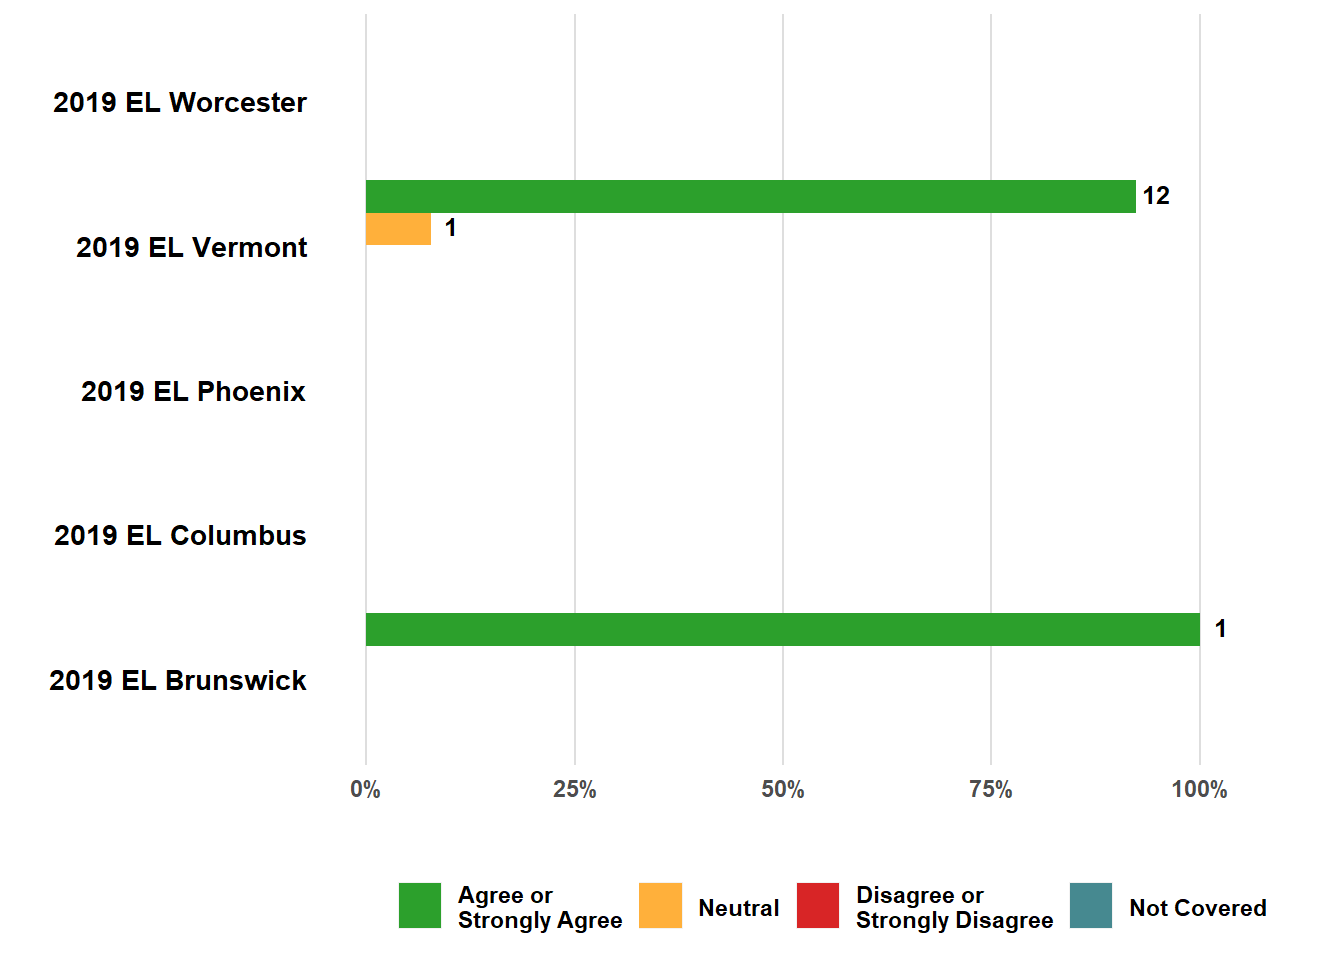 2019 EL Worcester
12
1
2019 EL Vermont
2019 EL Phoenix
2019 EL Columbus
1
2019 EL Brunswick
0% 25% 50% 75% 100%
Agree or
Strongly Agree
Neutral
Disagree or
Strongly Disagree
Not Covered